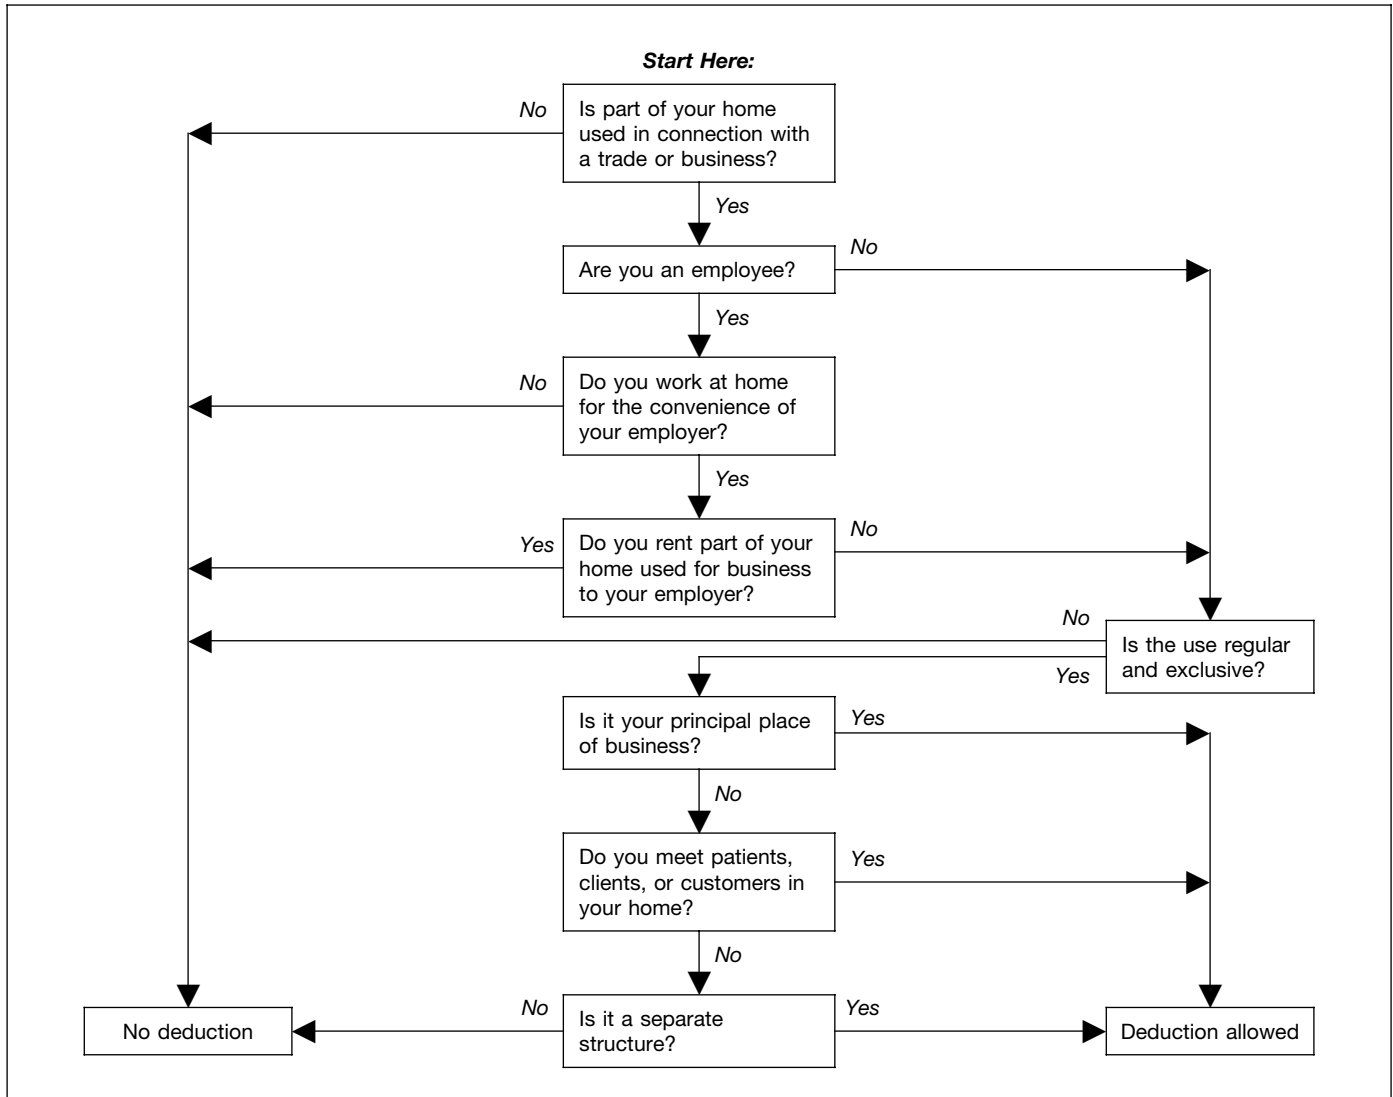 Start Here:
No
Is part of your home
used in connection with
a trade or business?
Yes
Are you an employee?
No
Yes
No
Do you work at home
for the convenience of
your employer?
Yes
Yes
Do you rent part of your
home used for business
to your employer?
No
No
Is the use regular
and exclusive?
Yes
Is it your principal place
of business?
Yes
No
Do you meet patients,
clients, or customers in
your home?
Yes
No
No deduction
No
Is it a separate
structure?
Yes
Deduction allowed